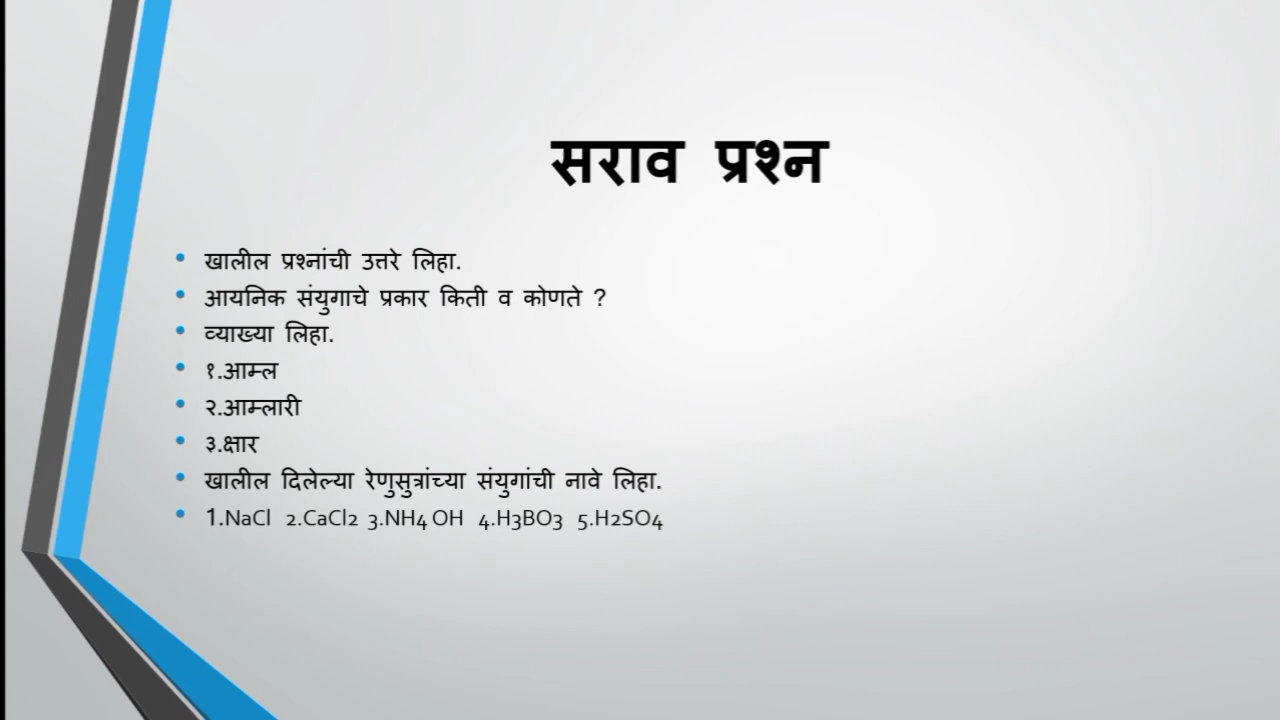 सराव प्रश्न
खालील प्रश्नांची उत्तरे लिहा.
आयनिक संयुगाचे प्रकार किती व कोणते ?
व्याख्या लिहा.
१.आम्ल
२.आम्लारी
३.क्षार
खालील दिलेल्या रेणुसुत्रांच्या संयुगांची नावे लिहा.
1.NaCl 2.CaCl2 3.NH4 OH 4.H3BO3 5.H2SO4